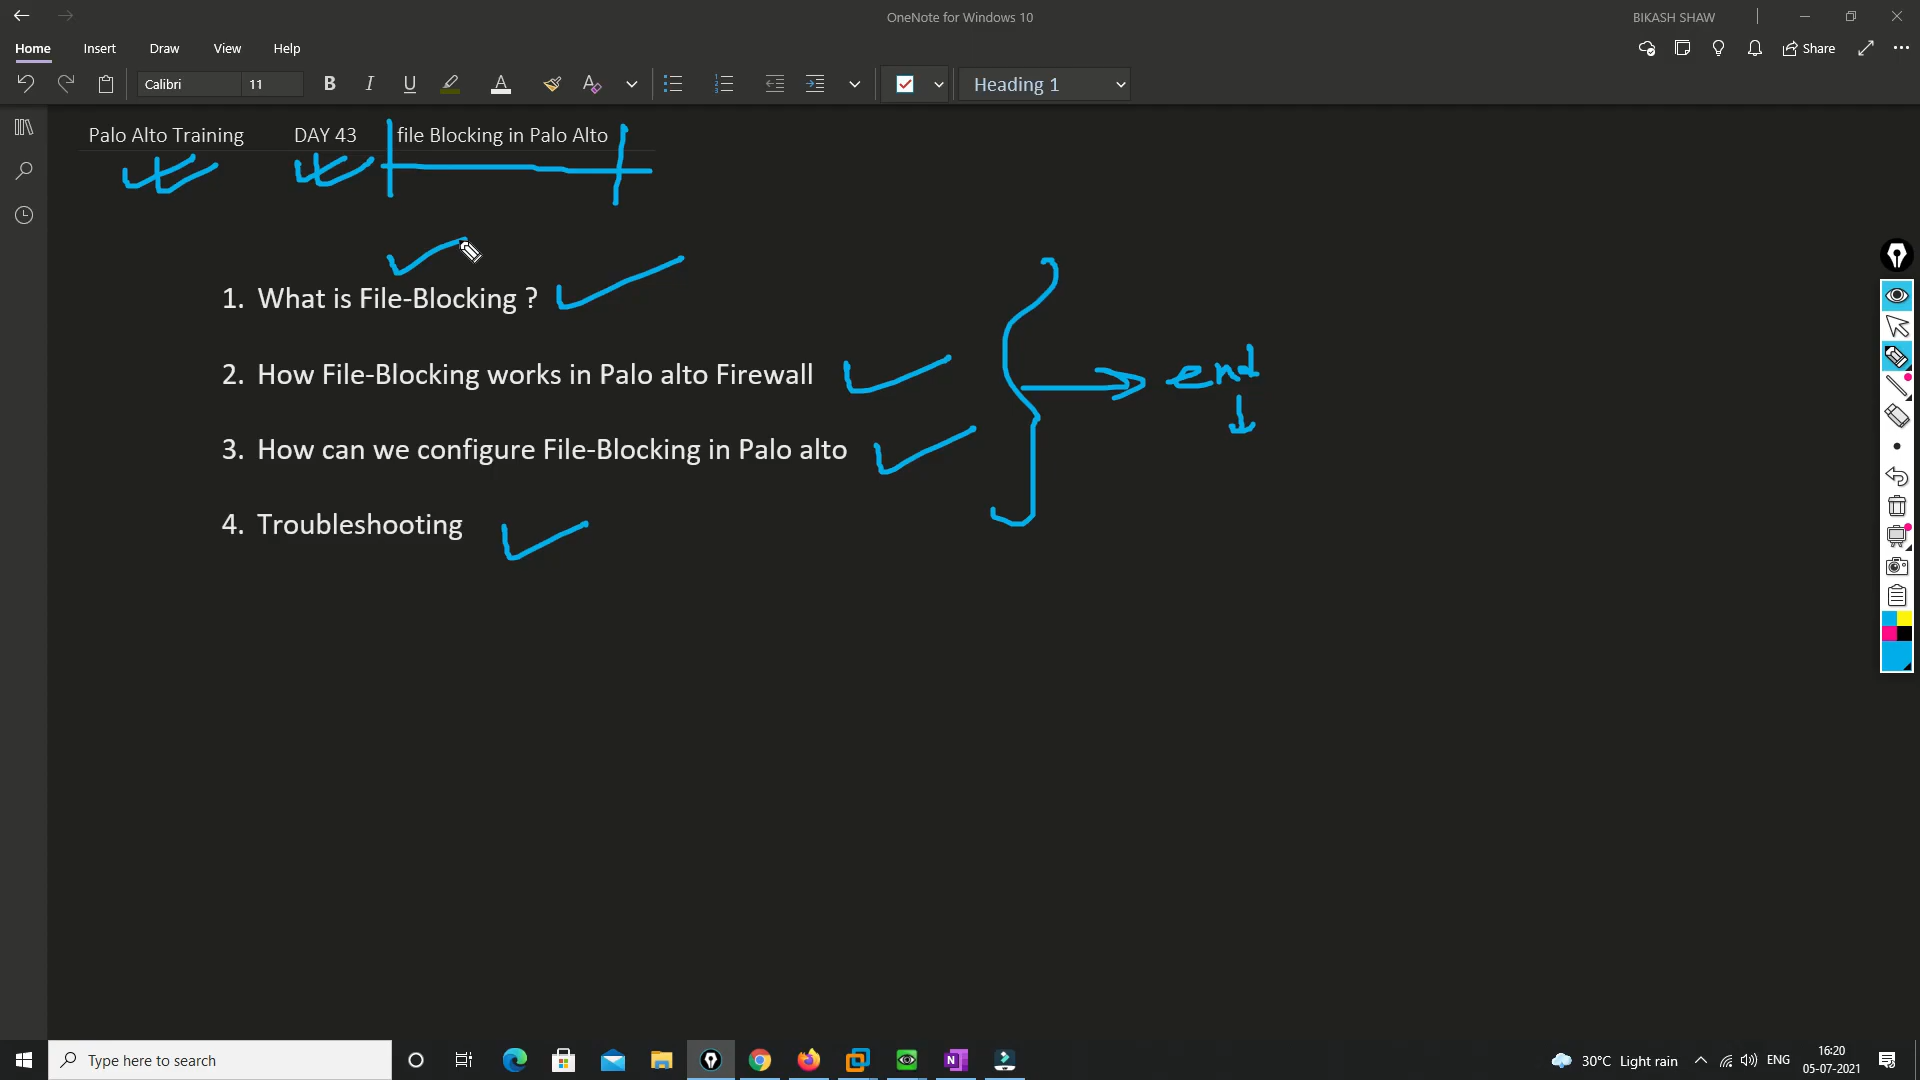 OneNote for Windows 10
BIKASH SHAW
Home Insert Draw View Help
Share
Calibri 11 B I U A A Heading 1
Palo Alto Training DAY 43 file Blocking in Palo Alto
1. What is File-Blocking ?
2. How File-Blocking works in Palo alto Firewall
end
3. How can we configure File-Blocking in Palo alto
4. Troubleshooting
Type here to search
N
30°C Light rain
ENG
16:20
05-07-2021